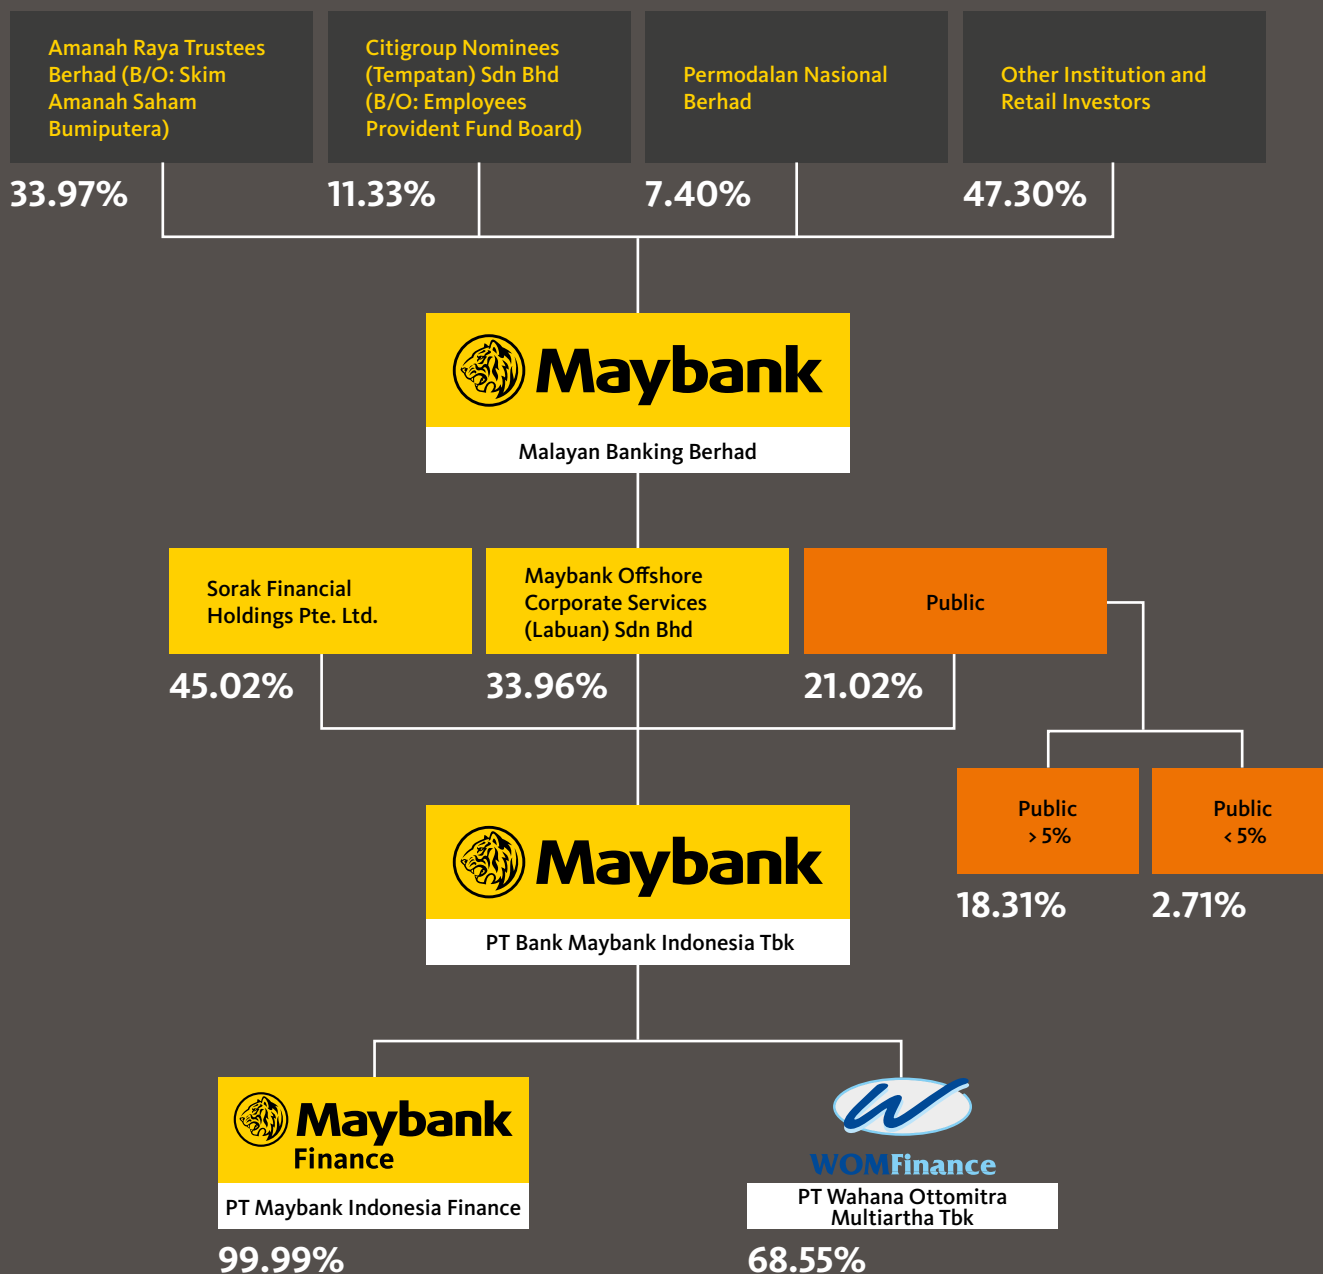 Amanah Raya Trustees
Berhad (B/O: Skim
Amanah Saham
Bumiputera)
33.97%
Citigroup Nominees
(Tempatan) Sdn Bhd
(B/O: Employees
Provident Fund Board)
11.33%
Permodalan Nasional
Berhad
7.40%
Other Institution and
Retail Investors
47.30%
Maybank
Malayan Banking Berhad
Sorak Financial
Holdings Pte. Ltd.
45.02%
Maybank Offshore
Corporate Services
(Labuan) Sdn Bhd
33.96%
Public
21.02%
Public
> 5%
18.31%
Public
< 5%
2.71%
Maybank
PT Bank Maybank Indonesia Tbk
Maybank
Finance
PT Maybank Indonesia Finance
99.99%
WOMFinance
PT Wahana Ottomitra
Multiartha Tbk
68.55%